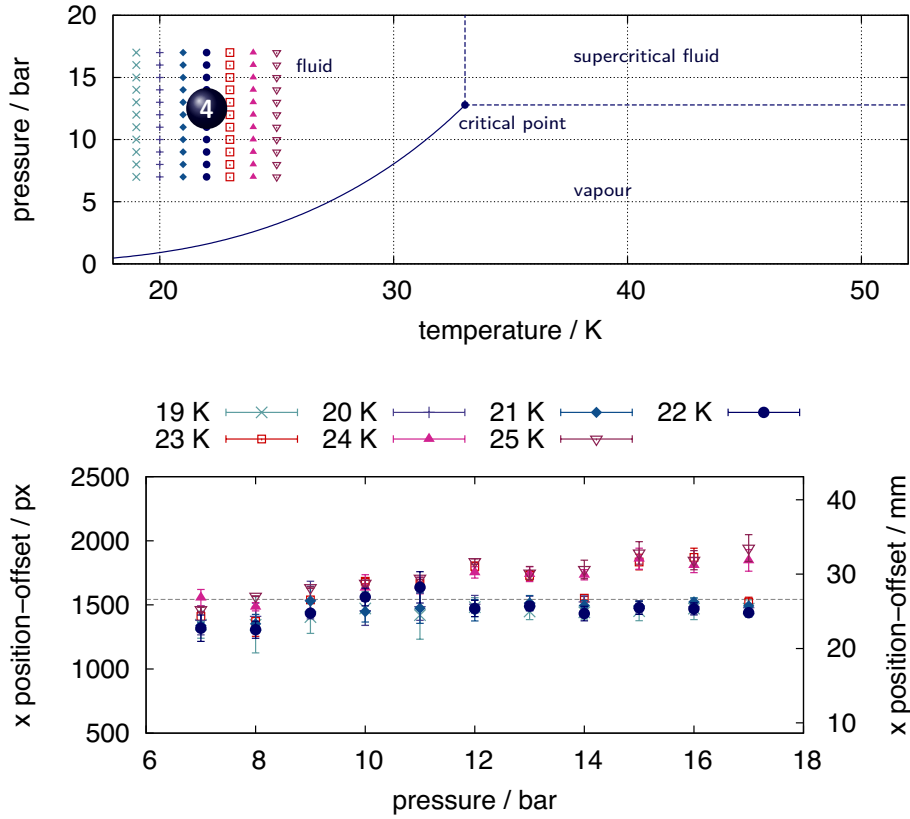 20
15
10
5
0
pressure / bar
4
fluid
supercritical fluid
critical point
vapour
20 30 40 50
temperature / K
19 K 20 K 21 K 22 K
23 K 24 K 25 K
2500
2000
1500
1000
500
x position–offset / px
40
30
20
10
x position–offset / mm
6 8 10 12 14 16 18
pressure / bar